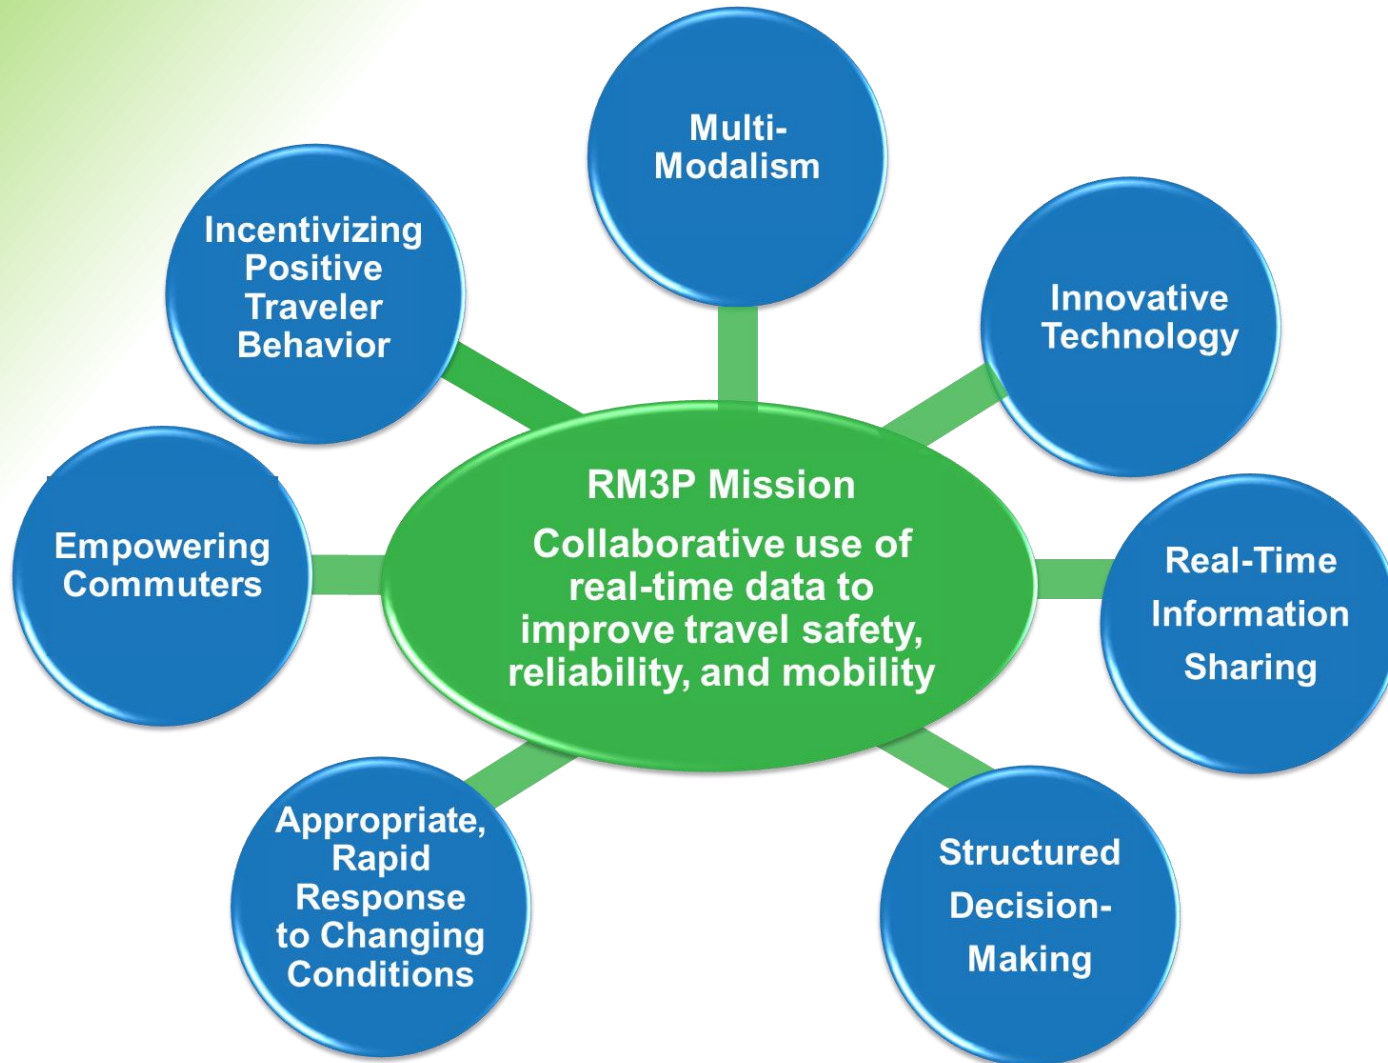 Multi-
Modalism
Incentivizing
Positive
Traveler
Behavior
Innovative
Technology
RM3P Mission
Collaborative use of
real-time data to
improve travel safety,
reliability, and mobility
Empowering
Commuters
Real-Time
Information
Sharing
Appropriate,
Rapid
Response
to Changing
Conditions
Structured
Decision-
Making